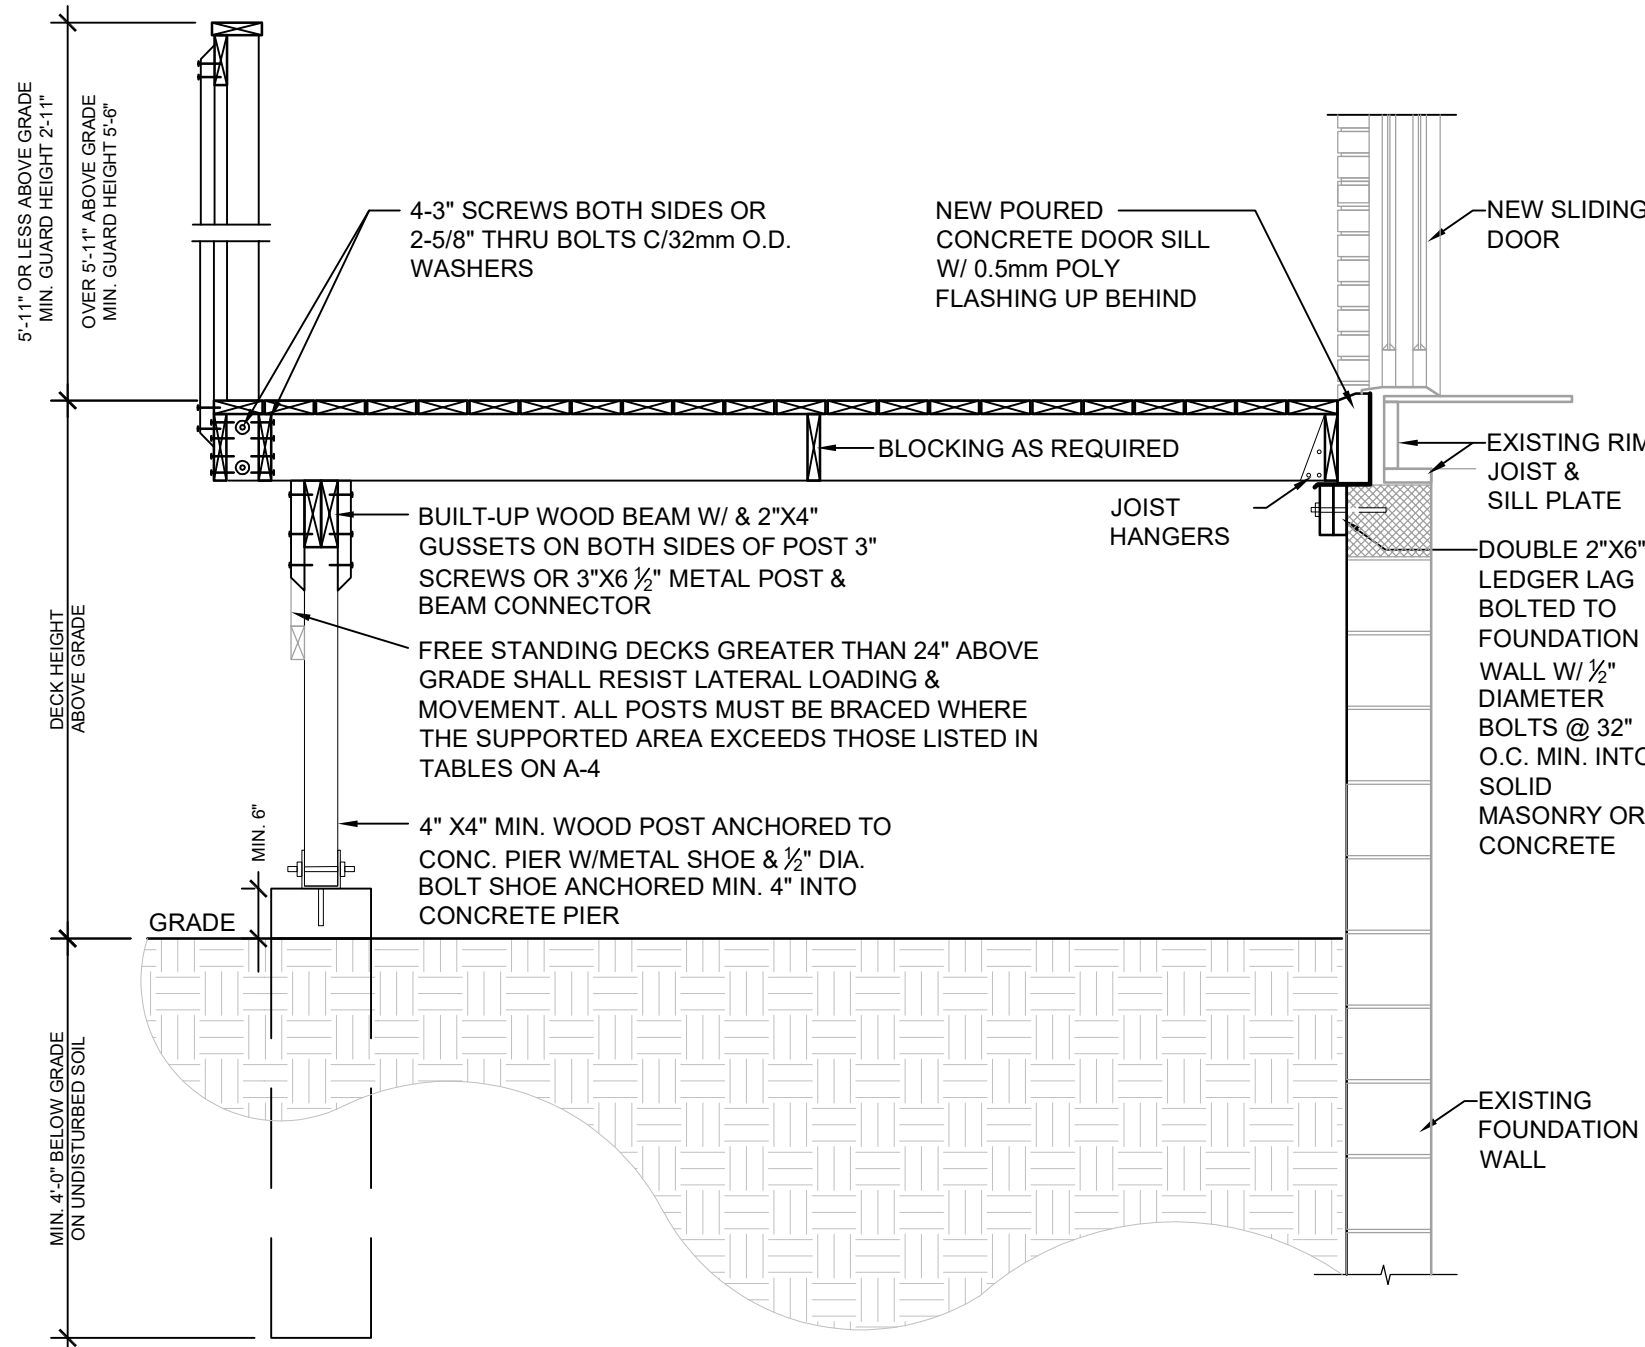 5'-11" OR LESS ABOVE GRADE
MIN. GUARD HEIGHT 2'-11"
OVER 5'-11" ABOVE GRADE
MIN. GUARD HEIGHT 5'-6"
4-3" SCREWS BOTH SIDES OR
2-5/8" THRU BOLTS C/32mm O.D.
WASHERS
NEW POURED
CONCRETE DOOR SILL
W/ 0.5mm POLY
FLASHING UP BEHIND
NEW SLIDING
DOOR
BLOCKING AS REQUIRED
EXISTING RIM
JOIST &
SILL PLATE
JOIST
HANGERS
BUILT-UP WOOD BEAM W/ & 2"X4"
GUSSETS ON BOTH SIDES OF POST 3"
SCREWS OR 3"X6 ½" METAL POST &
BEAM CONNECTOR
DOUBLE 2"X6"
LEDGER LAG
BOLTED TO
FOUNDATION
WALL W/ ½"
DIAMETER
BOLTS @ 32"
O.C. MIN. INTO
SOLID
MASONRY OR
CONCRETE
FREE STANDING DECKS GREATER THAN 24" ABOVE
GRADE SHALL RESIST LATERAL LOADING &
MOVEMENT. ALL POSTS MUST BE BRACED WHERE
THE SUPPORTED AREA EXCEEDS THOSE LISTED IN
TABLES ON A-4
DECK HEIGHT
ABOVE GRADE
MIN. 6"
4" X4" MIN. WOOD POST ANCHORED TO
CONC. PIER W/METAL SHOE & ½" DIA.
BOLT SHOE ANCHORED MIN. 4" INTO
CONCRETE PIER
GRADE
MIN. 4'-0" BELOW GRADE
ON UNDISTURBED SOIL
EXISTING
FOUNDATION
WALL